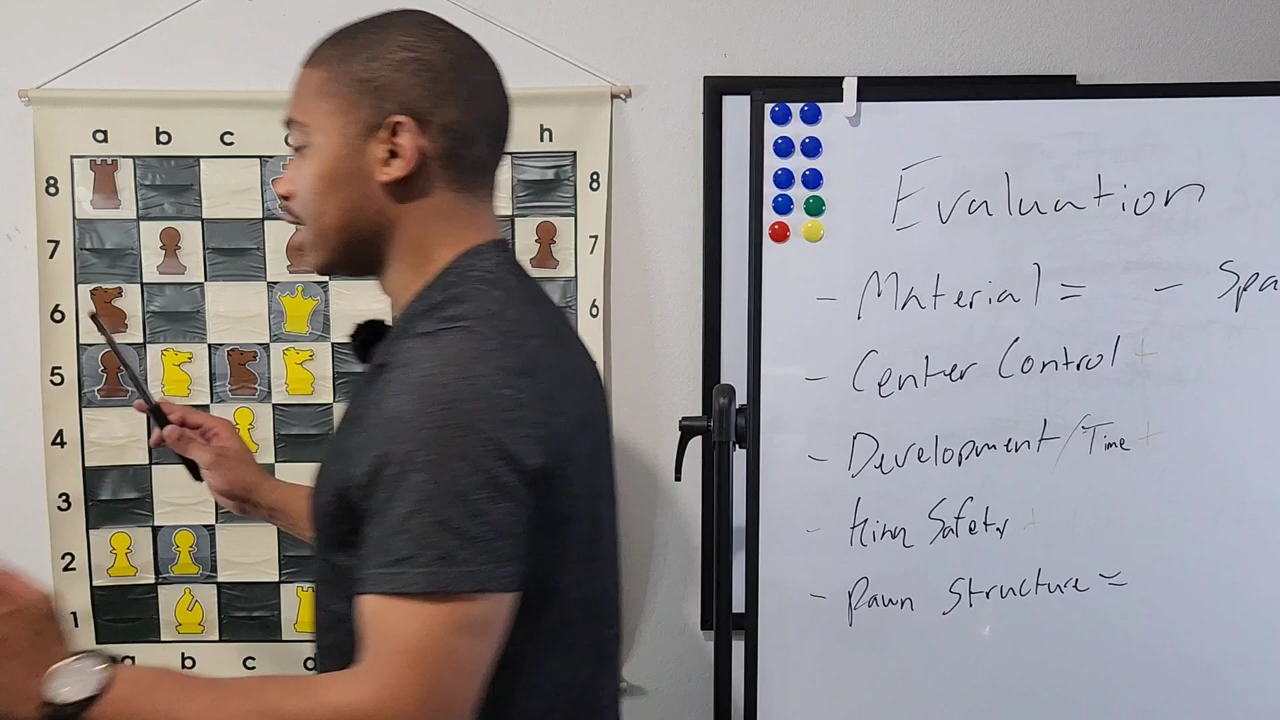 a b c h
8 8
7 7
6 6
5
4
3
2
1
a b c d
Evaluation
- Material = - Spa
- Center Control +
- Development/Time +
- King Safety +
- Pawn Structure =